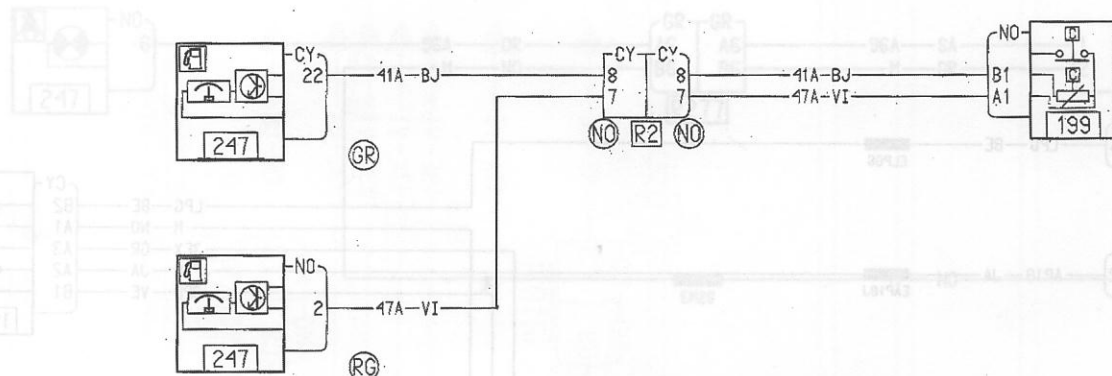 CY
22 41A-BJ
247
GR
CY CY
8 8
7 7
NO R2 NO
41A-BJ
47A-VI
NO
C
B1
C
A1
199
NO
2 47A-VI
247
RG